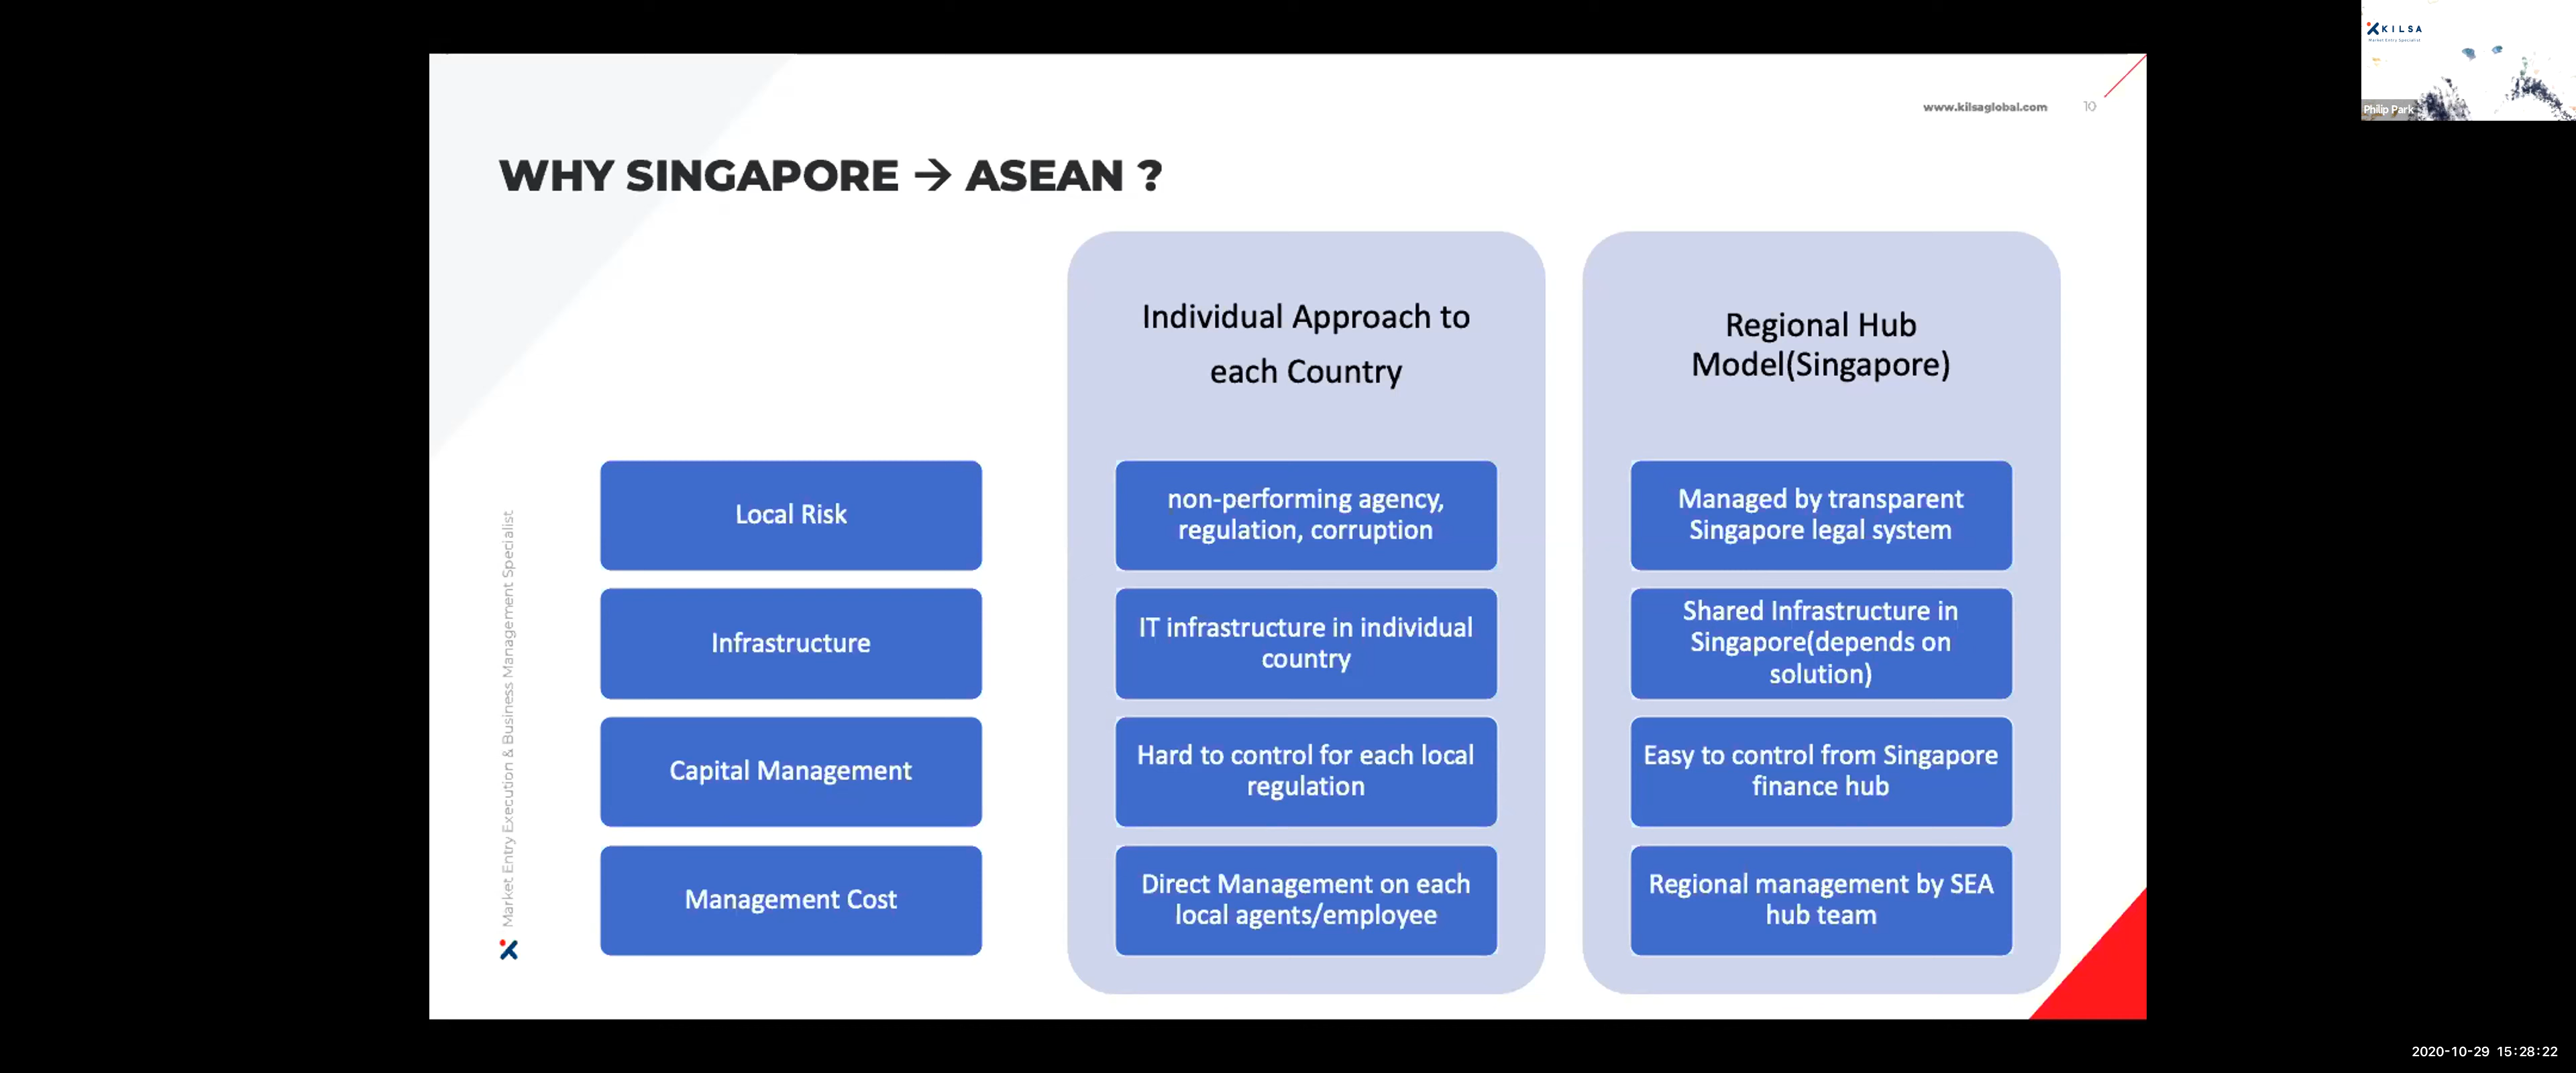 KILSA
Market Entry Specialist
Philip Park
www.kilsaglobal.com
10
WHY SINGAPORE → ASEAN ?
Individual Approach to
each Country
Regional Hub
Model(Singapore)
Local Risk
non-performing agency,
regulation, corruption
Managed by transparent
Singapore legal system
Infrastructure
IT infrastructure in individual
country
Shared Infrastructure in
Singapore(depends on
solution)
Capital Management
Hard to control for each local
regulation
Easy to control from Singapore
finance hub
Management Cost
Direct Management on each
local agents/employee
Regional management by SEA
hub team
Market Entry Execution & Business Management Specialist
2020-10-29 15:28:22